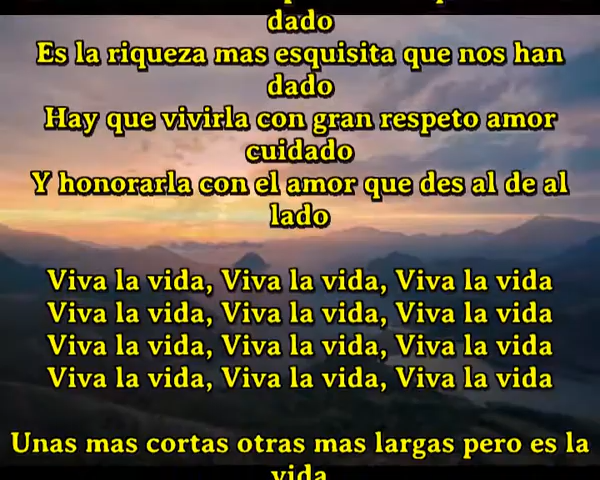 dado
Es la riqueza mas esquisita que nos han
dado
Hay que vivirla con gran respeto amor
cuidado
Y honorarla con el amor que des al de al
lado
Viva la vida, Viva la vida, Viva la vida
Viva la vida, Viva la vida, Viva la vida
Viva la vida, Viva la vida, Viva la vida
Viva la vida, Viva la vida, Viva la vida
Unas mas cortas otras mas largas pero es la
vida